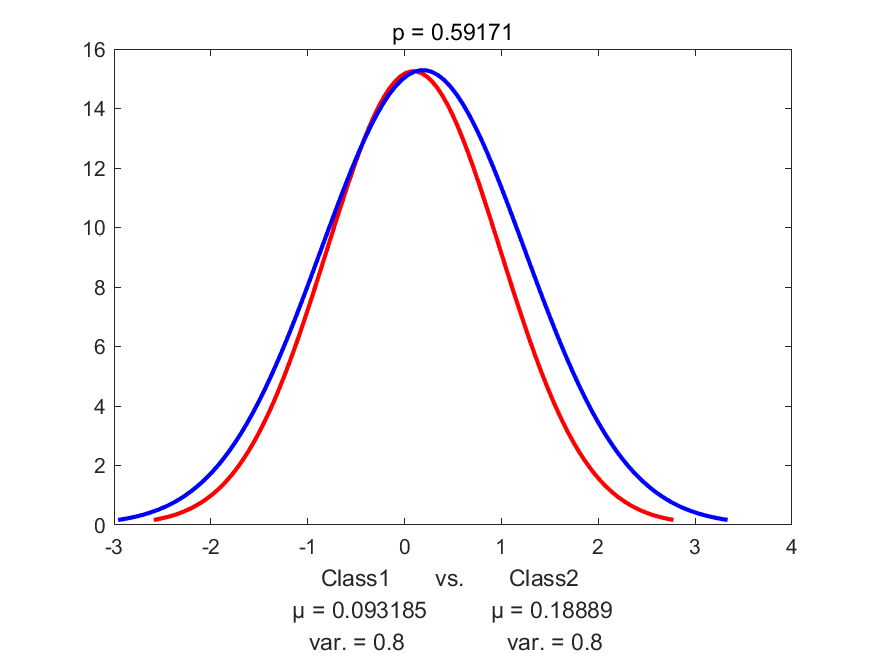 p = 0.59171
16
14
12
10
8
6
4
2
0
-3 -2 -1 0 1 2 3 4
Class1 vs. Class2
μ = 0.093185 μ = 0.18889
var. = 0.8 var. = 0.8